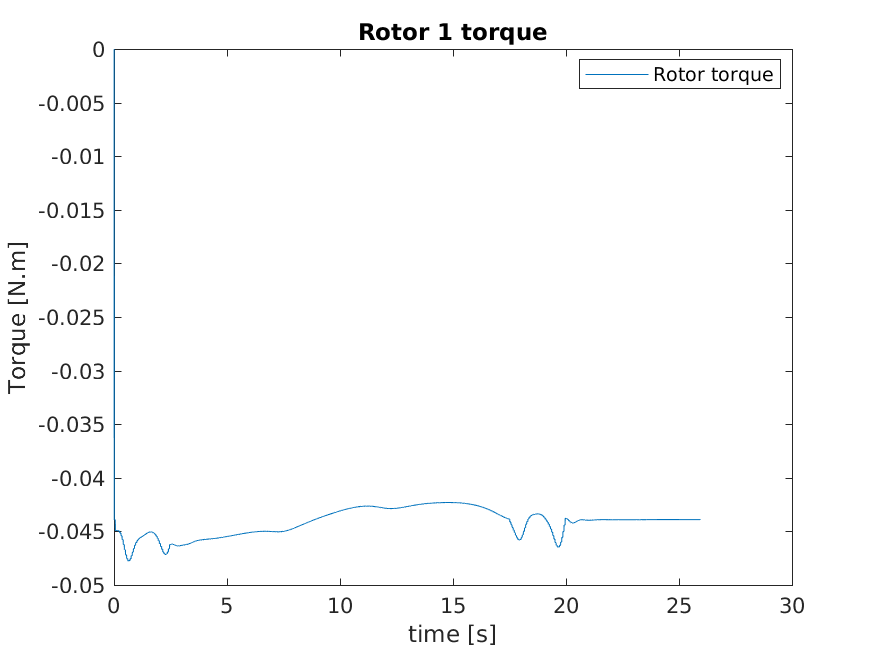 Rotor 1 torque
Rotor torque
Torque [N.m]
0
-0.005
-0.01
-0.015
-0.02
-0.025
-0.03
-0.035
-0.04
-0.045
-0.05
0 5 10 15 20 25 30
time [s]